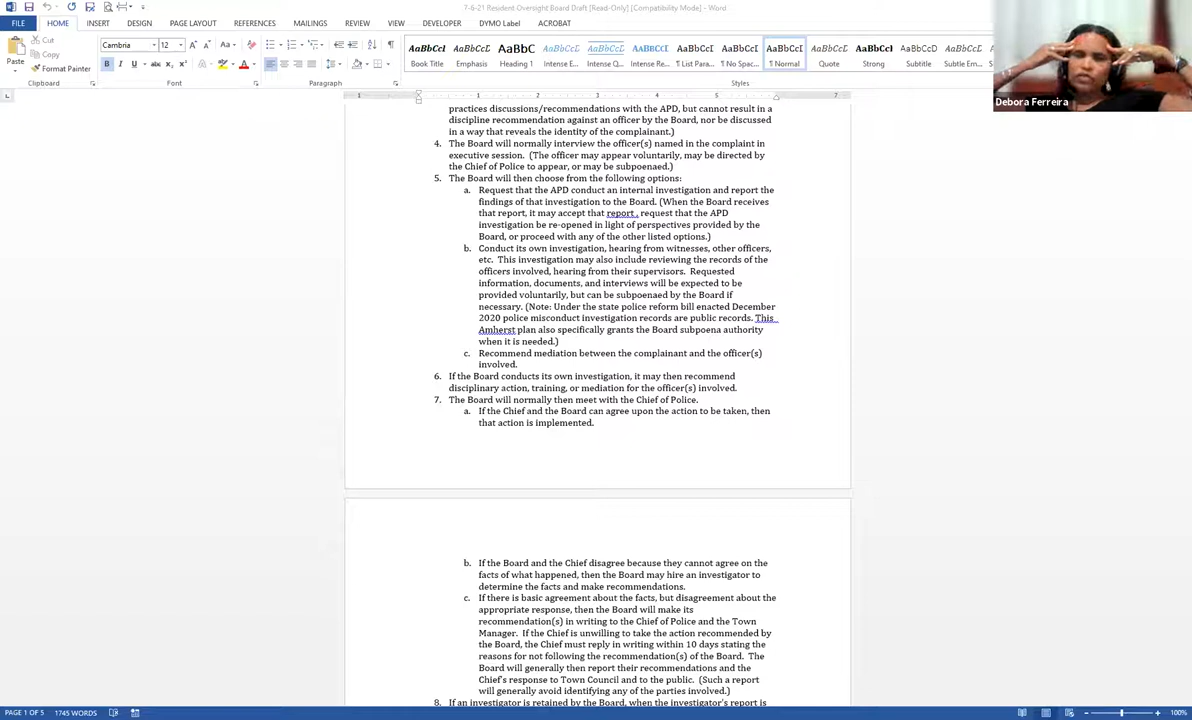 7-6-21 Resident Oversight Board Draft [Read-Only] [Compatibility Mode] - Word
FILE HOME INSERT DESIGN PAGE LAYOUT REFERENCES MAILINGS REVIEW VIEW DEVELOPER DYMO Label ACROBAT
Cut
Copy
Format Painter
Paste
Cambria 12
AaBbCcI AaBbCcD AaBbC AaBbCcD AaBbCcD AABBCCI AaBbCcI AaBbCcI AaBbCcI AaBbCcD AaBbCcI AaBbCcD AaBbCcD
Book Title Emphasis Heading 1 Intense E... Intense Q... Intense Re... ¶ List Para... ¶ No Spac... ¶ Normal Quote Strong Subtitle Subtle Em...
Clipboard Font Paragraph Styles
Debora Ferreira
practices discussions/recommendations with the APD, but cannot result in a
discipline recommendation against an officer by the Board, nor be discussed
in a way that reveals the identity of the complainant.)
4. The Board will normally interview the officer(s) named in the complaint in
executive session. (The officer may appear voluntarily, may be directed by
the Chief of Police to appear, or may be subpoenaed.)
5. The Board will then choose from the following options:
a. Request that the APD conduct an internal investigation and report the
findings of that investigation to the Board. (When the Board receives
that report, it may accept that report , request that the APD
investigation be re-opened in light of perspectives provided by the
Board, or proceed with any of the other listed options.)
b. Conduct its own investigation, hearing from witnesses, other officers,
etc. This investigation may also include reviewing the records of the
officers involved, hearing from their supervisors. Requested
information, documents, and interviews will be expected to be
provided voluntarily, but can be subpoenaed by the Board if
necessary. (Note: Under the state police reform bill enacted December
2020 police misconduct investigation records are public records. This
Amherst plan also specifically grants the Board subpoena authority
when it is needed.)
c. Recommend mediation between the complainant and the officer(s)
involved.
6. If the Board conducts its own investigation, it may then recommend
disciplinary action, training, or mediation for the officer(s) involved.
7. The Board will normally then meet with the Chief of Police.
a. If the Chief and the Board can agree upon the action to be taken, then
that action is implemented.
b. If the Board and the Chief disagree because they cannot agree on the
facts of what happened, then the Board may hire an investigator to
determine the facts and make recommendations.
c. If there is basic agreement about the facts, but disagreement about the
appropriate response, then the Board will make its
recommendation(s) in writing to the Chief of Police and the Town
Manager. If the Chief is unwilling to take the action recommended by
the Board, the Chief must reply in writing within 10 days stating the
reasons for not following the recommendation(s) of the Board. The
Board will generally then report their recommendations and the
Chief's response to Town Council and to the public. (Such a report
will generally avoid identifying any of the parties involved.)
8. If an investigator is retained by the Board, when the investigator's report is
PAGE 1 OF 5 1745 WORDS 100%